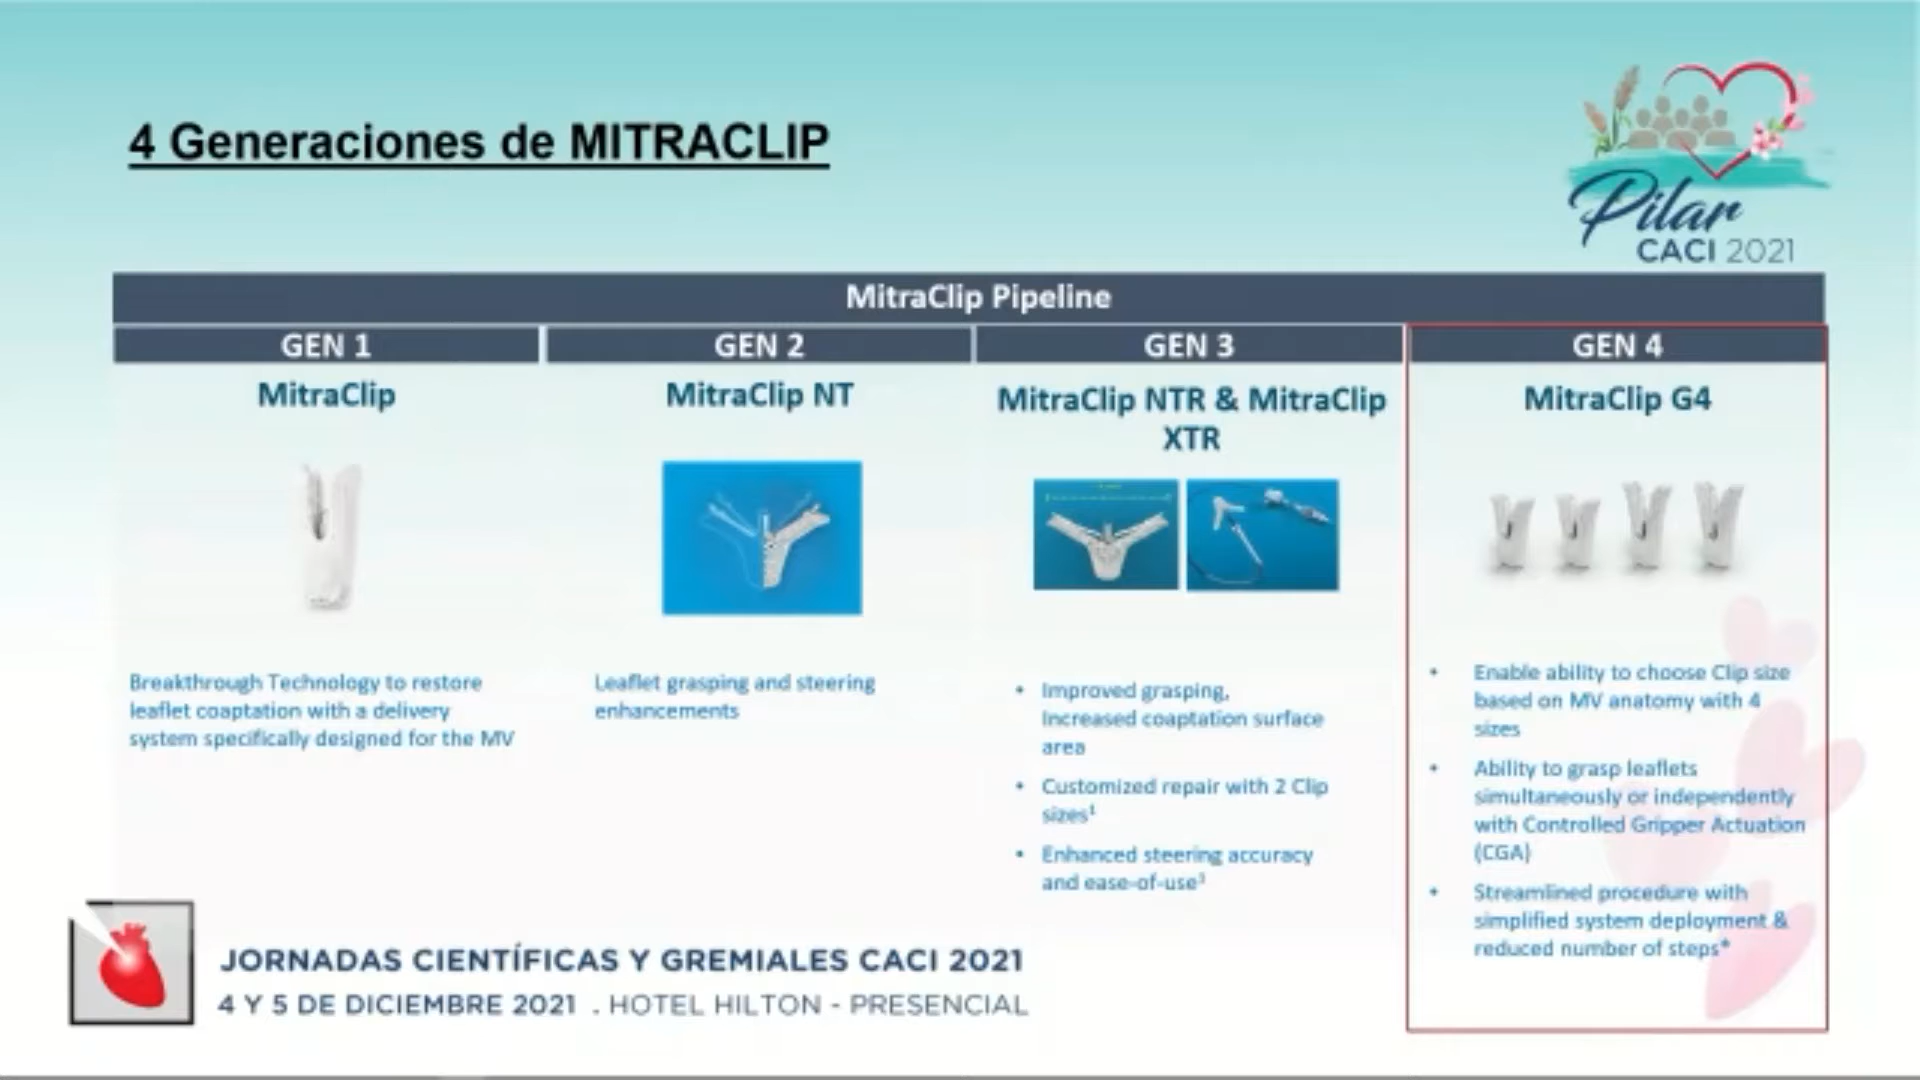 4 Generaciones de MITRACLIP
Pilar
CACI 2021
MitraClip Pipeline
GEN 1
GEN 2
GEN 3
GEN 4
MitraClip
MitraClip NT
MitraClip NTR & MitraClip
XTR
MitraClip G4
Breakthrough Technology to restore
leaflet coaptation with a delivery
system specifically designed for the MV
Leaflet grasping and steering
enhancements
• Improved grasping,
Increased coaptation surface
area
• Customized repair with 2 Clip
sizes¹
• Enhanced steering accuracy
and ease-of-use
• Enable ability to choose Clip size
based on MV anatomy with 4
sizes
• Ability to grasp leaflets
simultaneously or independently
with Controlled Gripper Actuation
(CGA)
• Streamlined procedure with
simplified system deployment &
reduced number of steps*
JORNADAS CIENTÍFICAS Y GREMIALES CACI 2021
4 Y 5 DE DICIEMBRE 2021 . HOTEL HILTON - PRESENCIAL